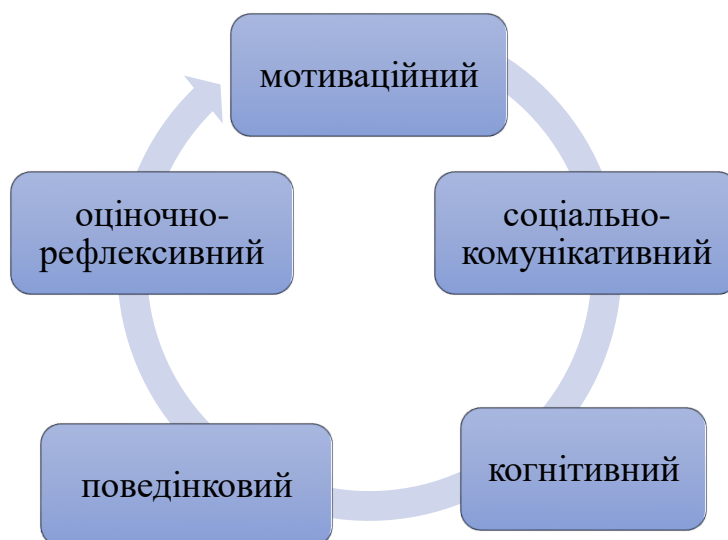 мотиваційний
соціально-
комунікативний
когнітивний
поведінковий
оціночно-
рефлексивний